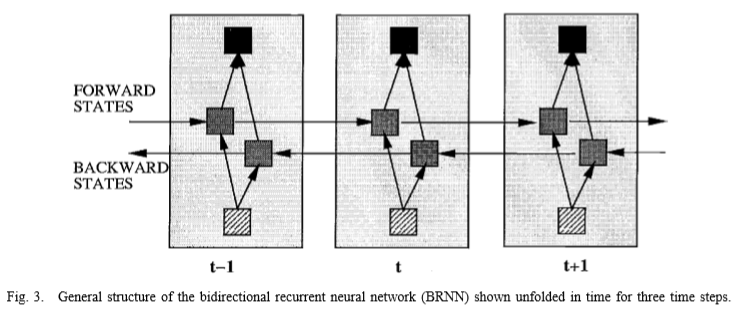 FORWARD
STATES
BACKWARD
STATES
t-1
t
t+1
Fig. 3. General structure of the bidirectional recurrent neural network (BRNN) shown unfolded in time for three time steps.